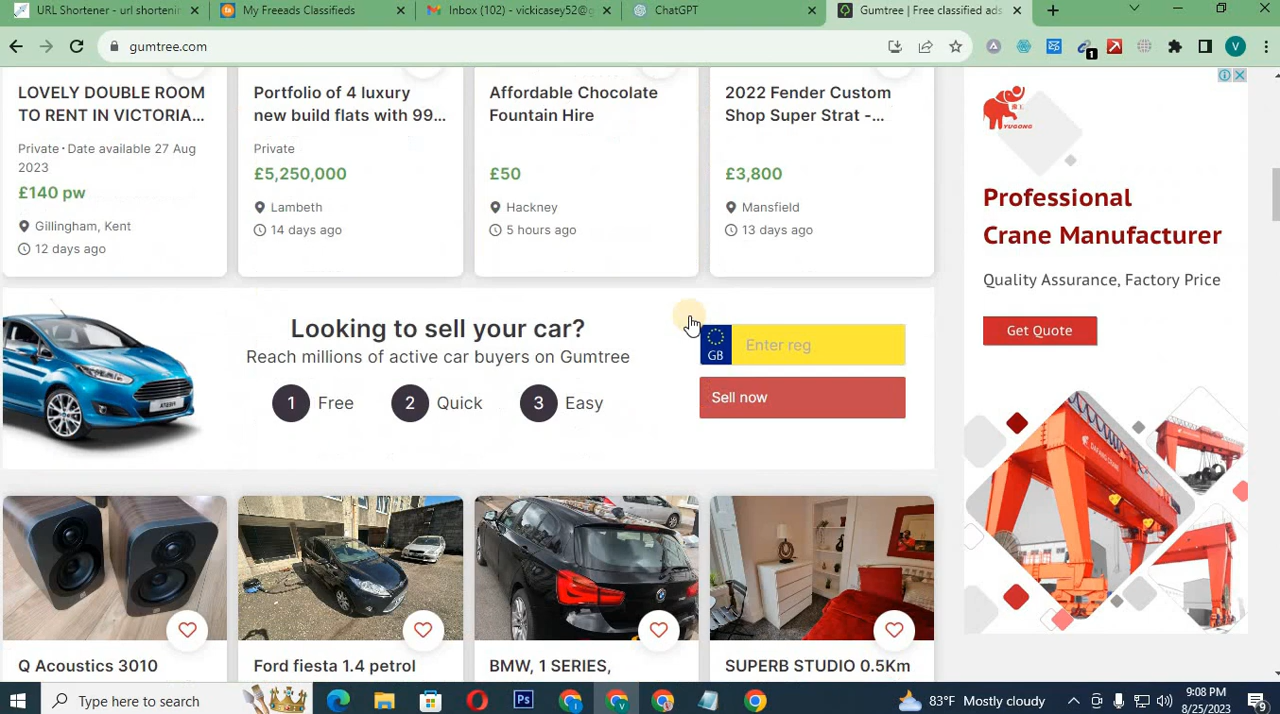 URL Shortener - url shortenin
My Freeads Classifieds
Inbox (102) - vickicasey52@g
ChatGPT
Gumtree | Free classified ads
gumtree.com
1
V
LOVELY DOUBLE ROOM
TO RENT IN VICTORIA...
Private · Date available 27 Aug
2023
£140 pw
Gillingham, Kent
12 days ago
Portfolio of 4 luxury
new build flats with 99...
Private
£5,250,000
Lambeth
14 days ago
Affordable Chocolate
Fountain Hire
£50
Hackney
5 hours ago
2022 Fender Custom
Shop Super Strat -...
£3,800
Mansfield
13 days ago
YUGONG
Professional
Crane Manufacturer
Quality Assurance, Factory Price
Get Quote
Looking to sell your car?
Reach millions of active car buyers on Gumtree
1 Free 2 Quick 3 Easy
GB
Enter reg
Sell now
Q Acoustics 3010
Ford fiesta 1.4 petrol
BMW, 1 SERIES,
SUPERB STUDIO 0.5Km
Type here to search
Ps
83°F Mostly cloudy
9:08 PM
8/25/2023
9